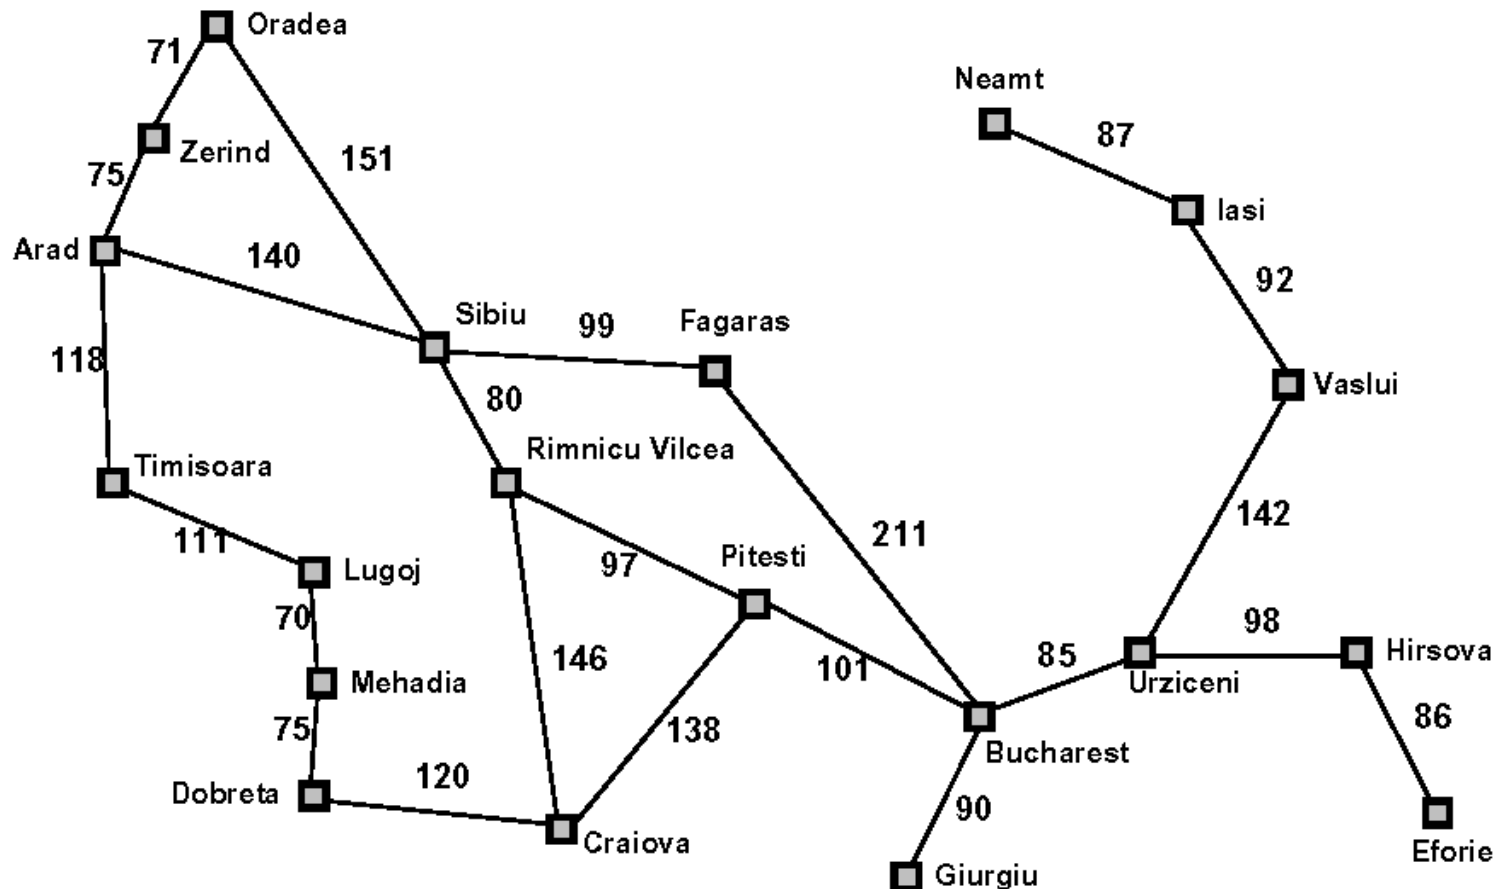 Oradea
71
Neamt
87
Zerind
151
75
Iasi
Arad
140
92
Sibiu
99
Fagaras
118
80
Vaslui
Timisoara
Rimnicu Vilcea
142
111
97
Pitesti
211
Lugoj
70
98
146
101
85
Hirsova
Mehadia
Urziceni
75
138
86
Bucharest
120
Dobreta
90
Craiova
Eforie
Giurgiu